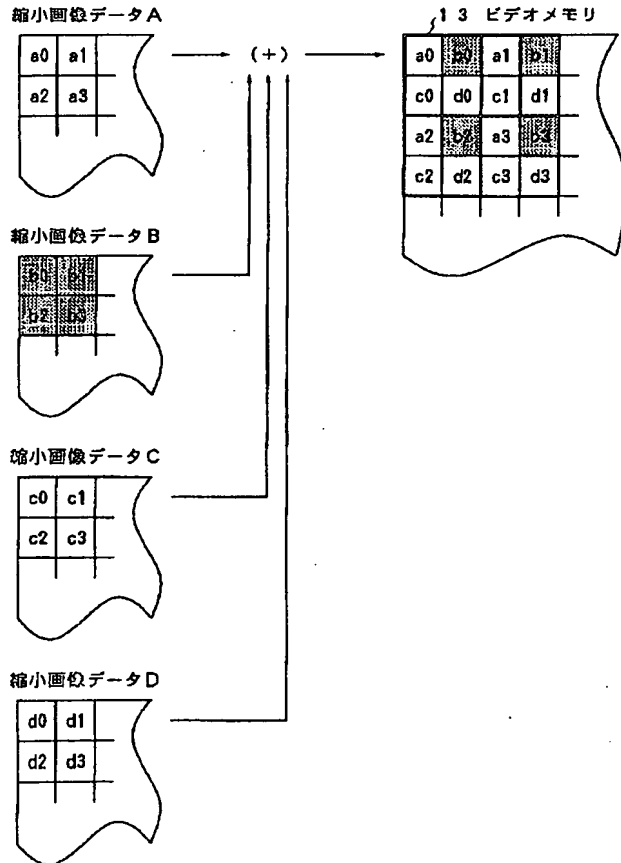 縮小画像データA
a0 a1
a2 a3
(+)
13 ビデオメモリ
a0 b0 a1 b1
c0 d0 c1 d1
a2 b2 a3 b3
c2 d2 c3 d3
縮小画像データB
b0 b1
b2 b3
縮小画像データC
c0 c1
c2 c3
縮小画像データD
d0 d1
d2 d3